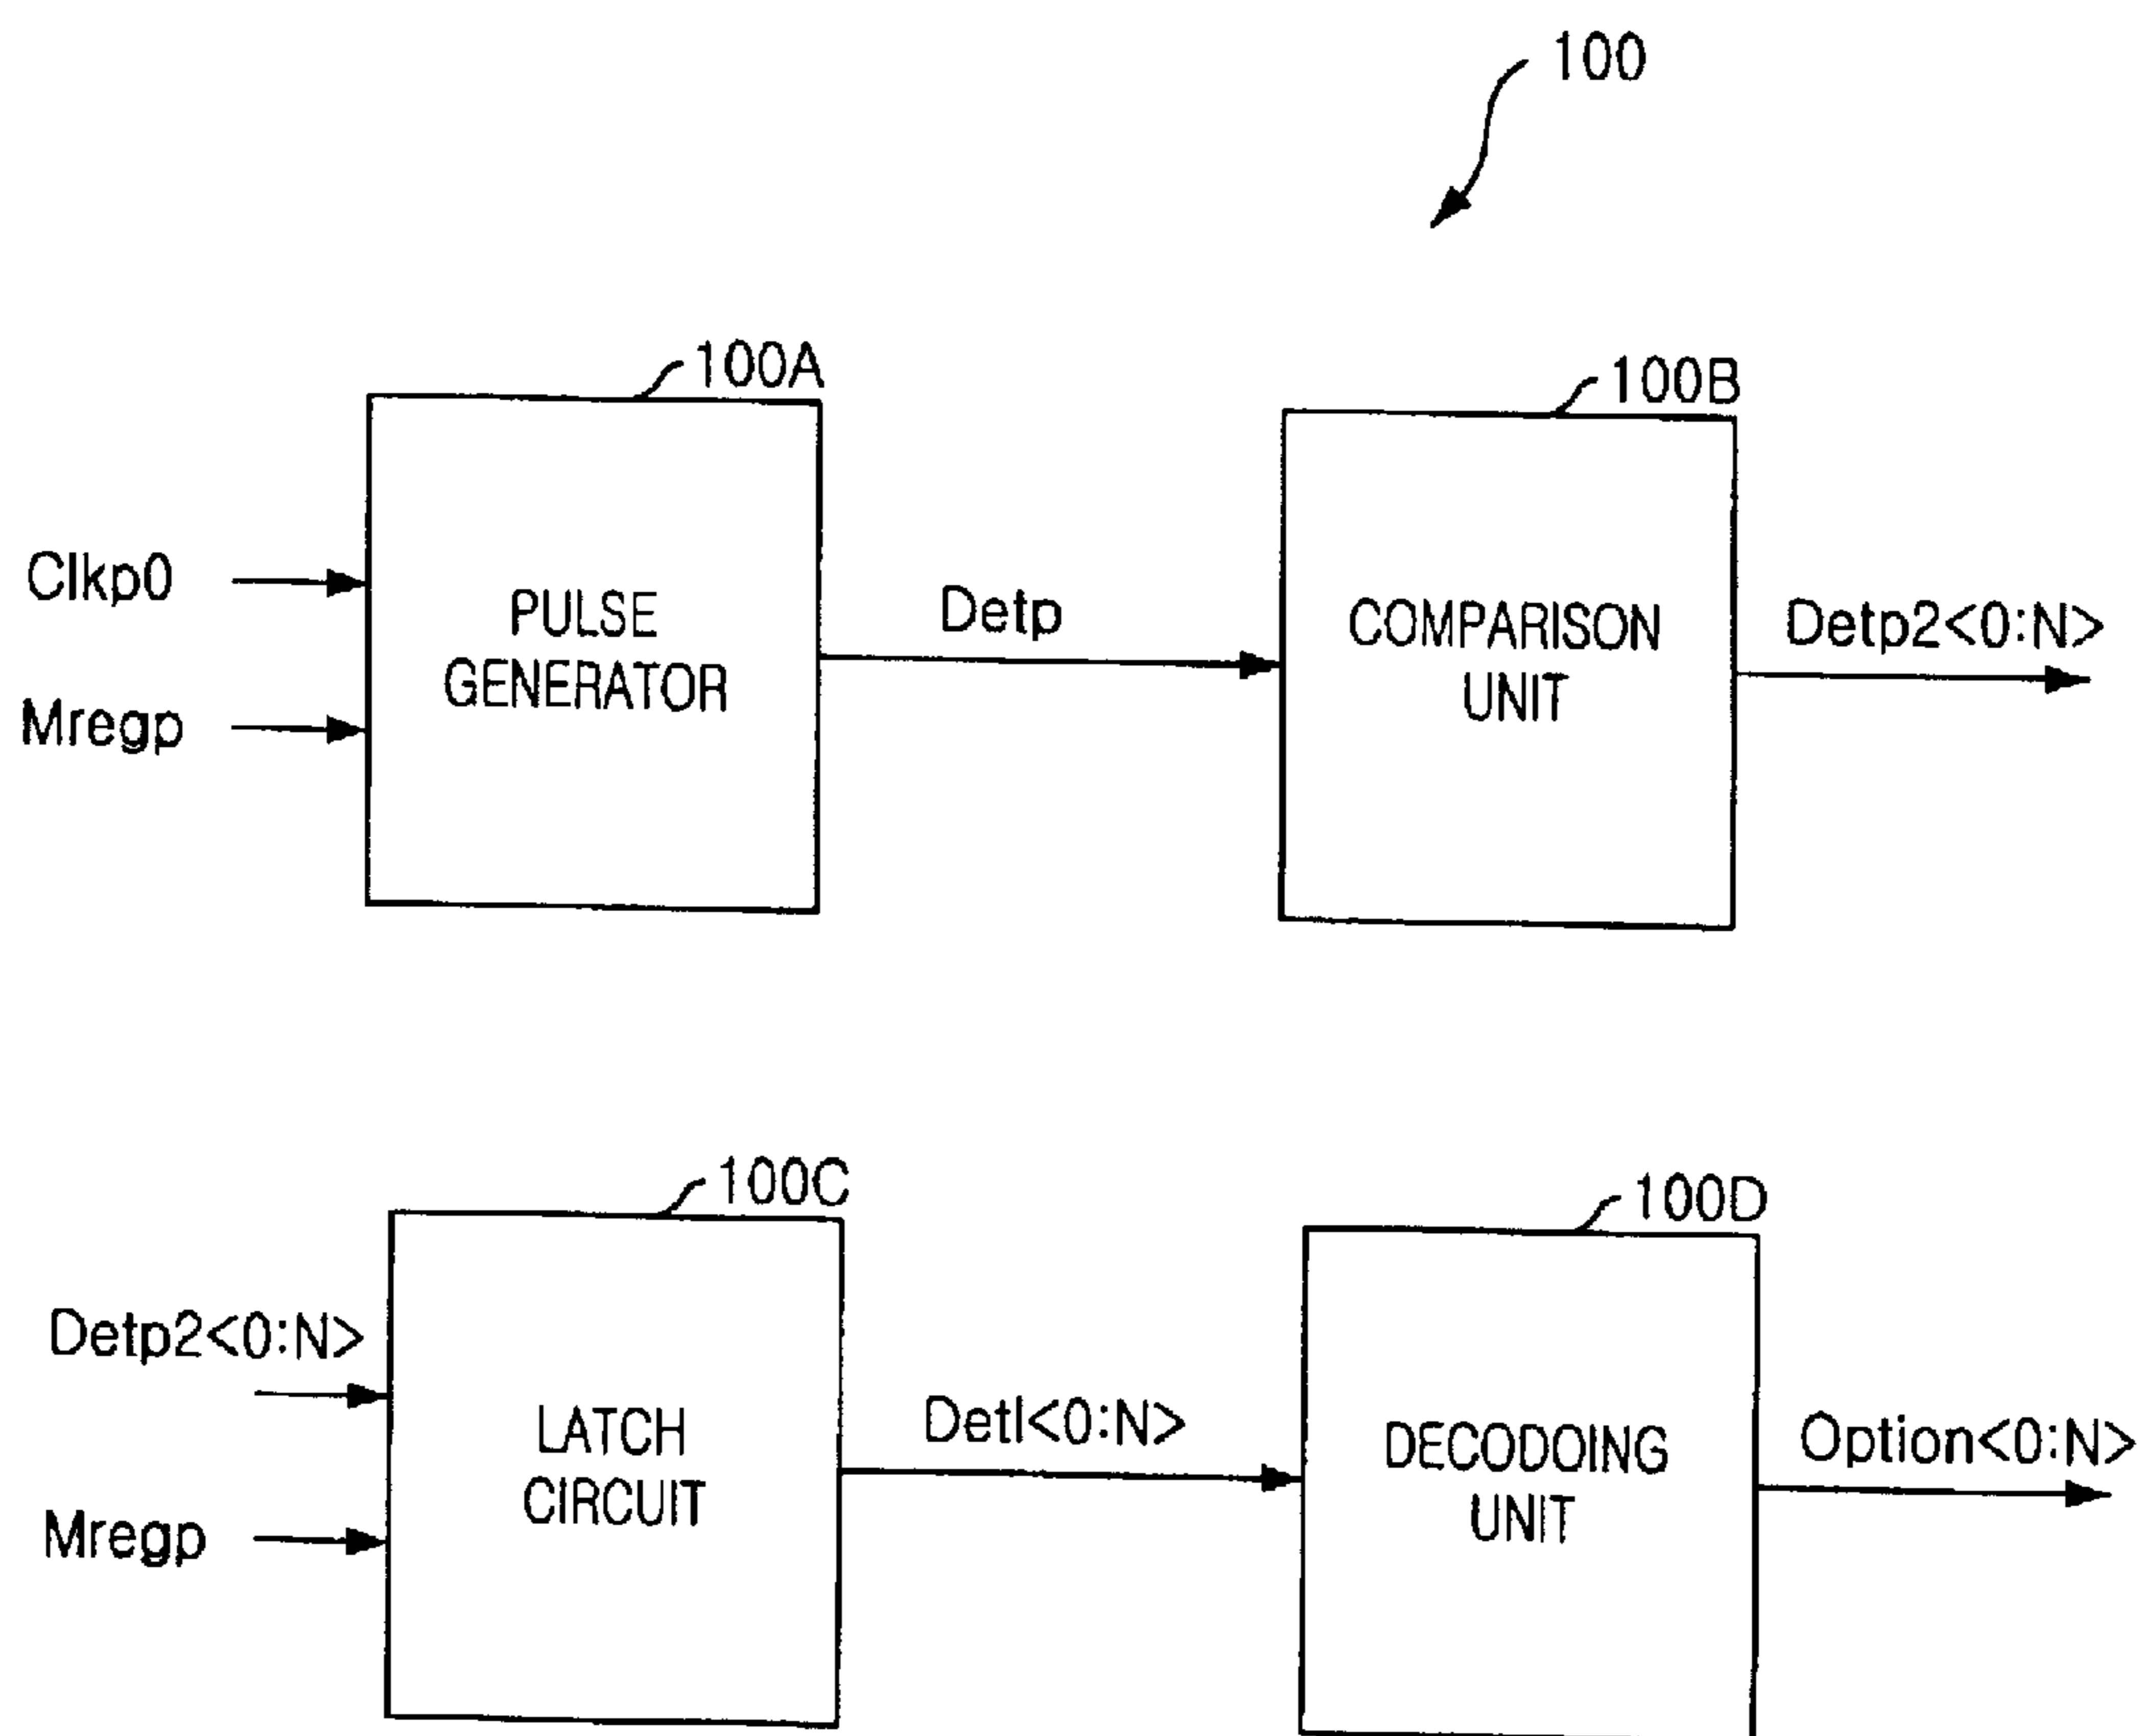 100
100A
100B
Clkp0
Mregp
PULSE
GENERATOR
Detp
COMPARISON
UNIT
Detp2<0:N>
100C
100D
Detp2<0:N>
Mregp
LATCH
CIRCUIT
Detl<0:N>
DECODOING
UNIT
Option<0:N>